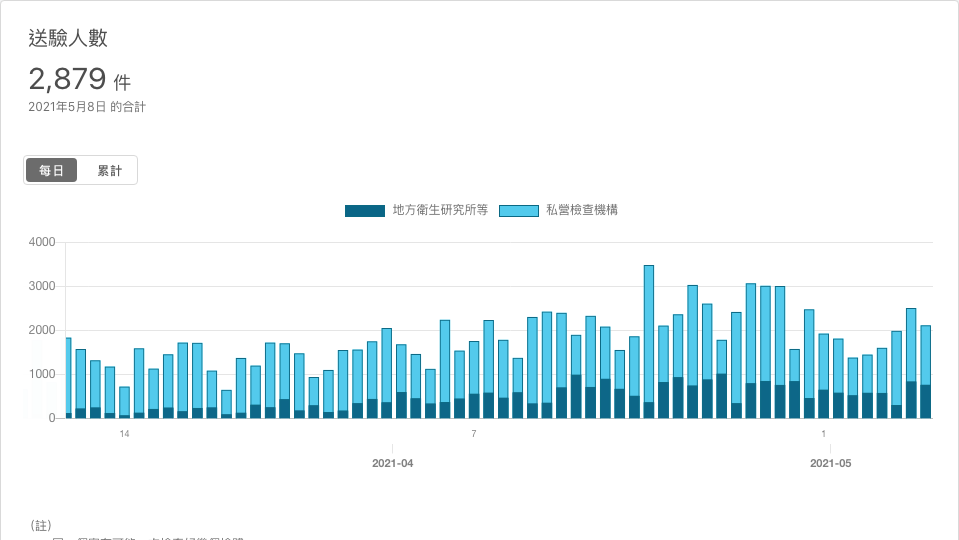 送驗人數
2,879 件
2021年5月8日 的合計
每日 累計
地方衛生研究所等 私營檢查機構
4000
3000
2000
1000
0
14 7 1
2021-04 2021-05
(註)